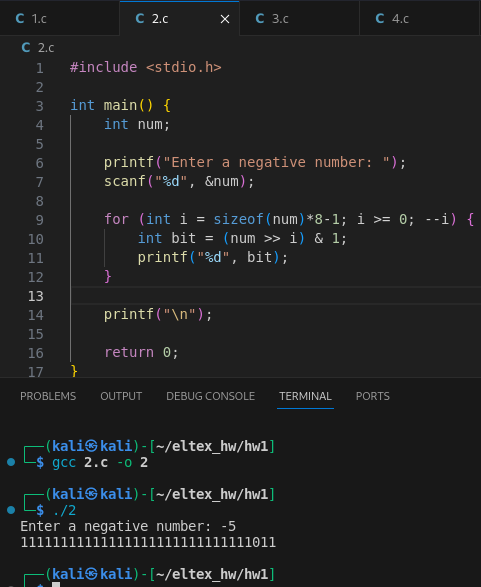 C 1.c C 2.c × C 3.c C 4.c
C 2.c
1 #include <stdio.h>
2
3 int main() {
4 int num;
5
6 printf("Enter a negative number: ");
7 scanf("%d", &num);
8
9 for (int i = sizeof(num)*8-1; i >= 0; --i) {
10 int bit = (num >> i) & 1;
11 printf("%d", bit);
12 }
13
14 printf("\n");
15
16 return 0;
17 }
PROBLEMS OUTPUT DEBUG CONSOLE TERMINAL PORTS
┌──(kali㉿kali)-[~/eltex_hw/hw1]
└─$ gcc 2.c -o 2
┌──(kali㉿kali)-[~/eltex_hw/hw1]
└─$ ./2
Enter a negative number: -5
11111111111111111111111111111011
┌──(kali㉿kali)-[~/eltex_hw/hw1]
└─$